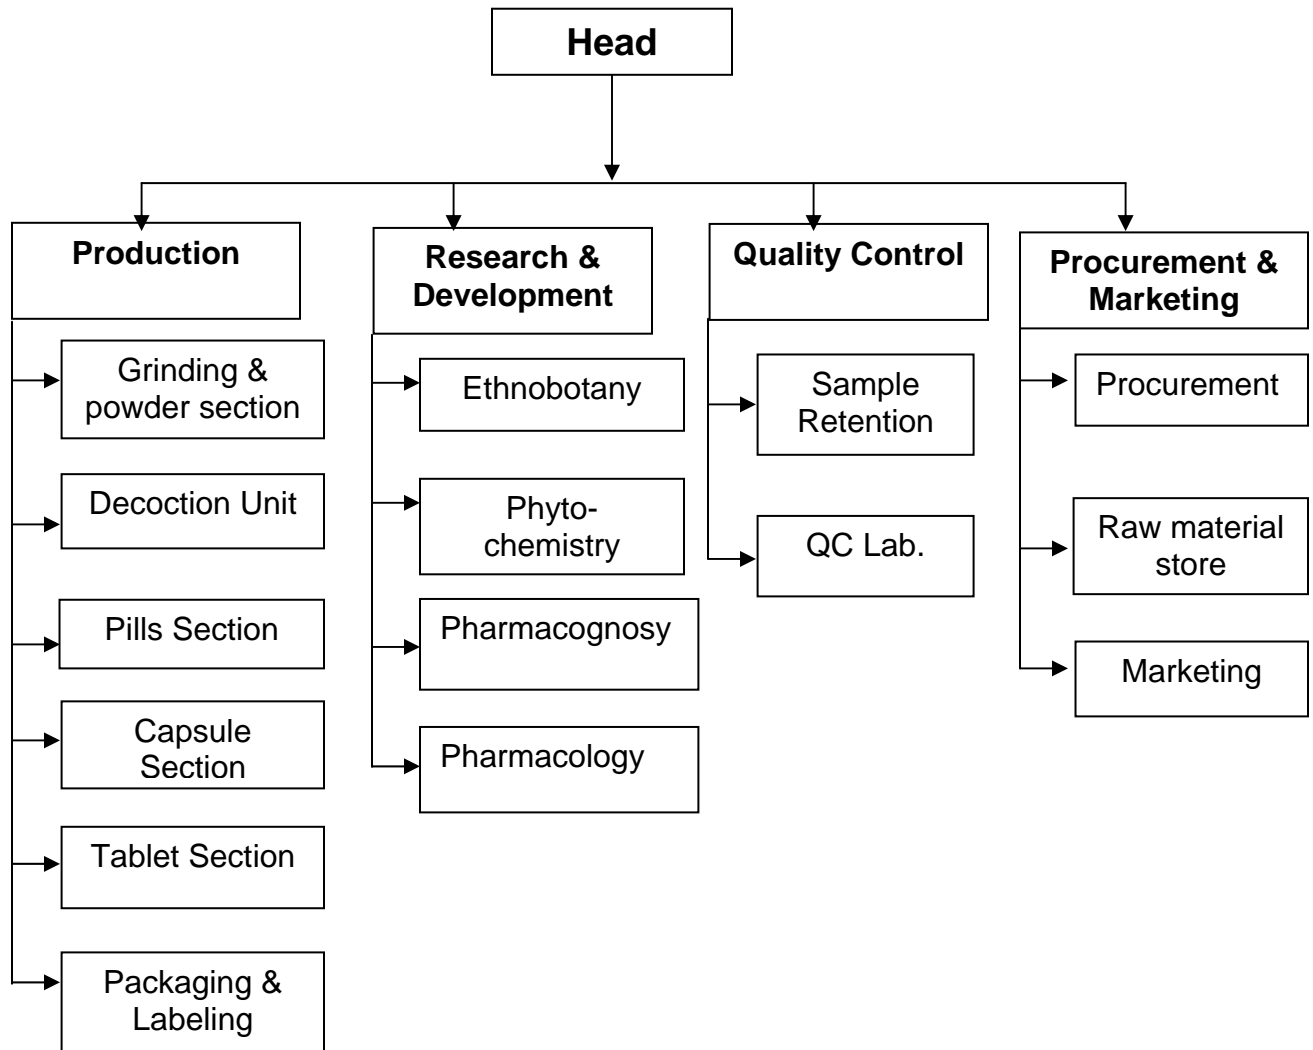 Head
Production
Grinding &
powder section
Decoction Unit
Pills Section
Capsule
Section
Tablet Section
Packaging &
Labeling
Research &
Development
Ethnobotany
Phyto-
chemistry
Pharmacognosy
Pharmacology
Quality Control
Sample
Retention
QC Lab.
Procurement &
Marketing
Procurement
Raw material
store
Marketing